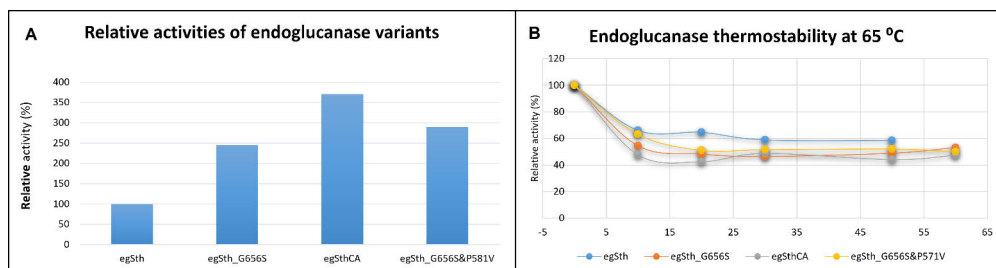 A
Relative activities of endoglucanase variants
Relative activity (%)
400
350
300
250
200
150
100
50
0
egSth
egSth_G656S
egSthCA
egSth_G656S&P581V
B
Endoglucanase thermostability at 65 ⁰C
Relative activity (%)
120
100
80
60
40
20
0
-5 5 15 25 35 45 55 65
egSth egSth_G656S egSthCA egSth_G656S&P571V